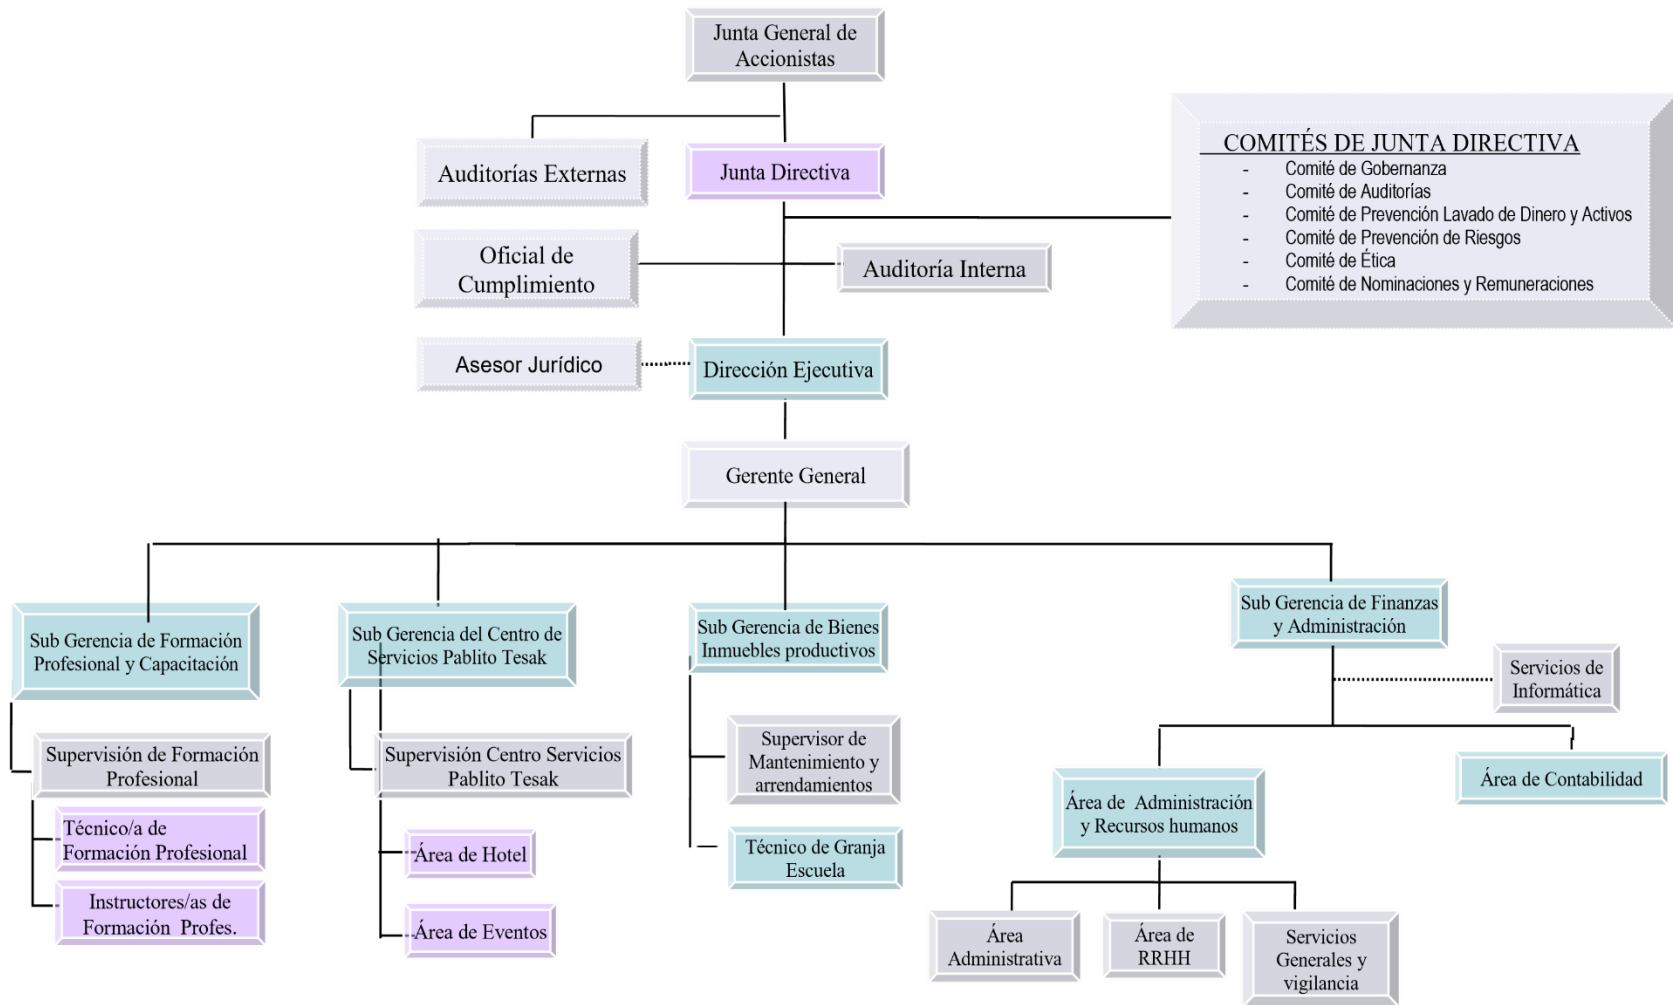 Junta General de
Accionistas
Auditorías Externas
Junta Directiva
COMITÉS DE JUNTA DIRECTIVA
- Comité de Gobernanza
- Comité de Auditorías
- Comité de Prevención Lavado de Dinero y Activos
- Comité de Prevención de Riesgos
- Comité de Ética
- Comité de Nominaciones y Remuneraciones
Oficial de
Cumplimiento
Auditoría Interna
Asesor Jurídico
Dirección Ejecutiva
Gerente General
Sub Gerencia de Formación
Profesional y Capacitación
Sub Gerencia del Centro de
Servicios Pablito Tesak
Sub Gerencia de Bienes
Inmuebles productivos
Sub Gerencia de Finanzas
y Administración
Servicios de
Informática
Supervisión de Formación
Profesional
Técnico/a de
Formación Profesional
Instructores/as de
Formación Profes.
Supervisión Centro Servicios
Pablito Tesak
Área de Hotel
Área de Eventos
Supervisor de
Mantenimiento y
arrendamientos
Técnico de Granja
Escuela
Área de Administración
y Recursos humanos
Área de Contabilidad
Área
Administrativa
Área de
RRHH
Servicios
Generales y
vigilancia